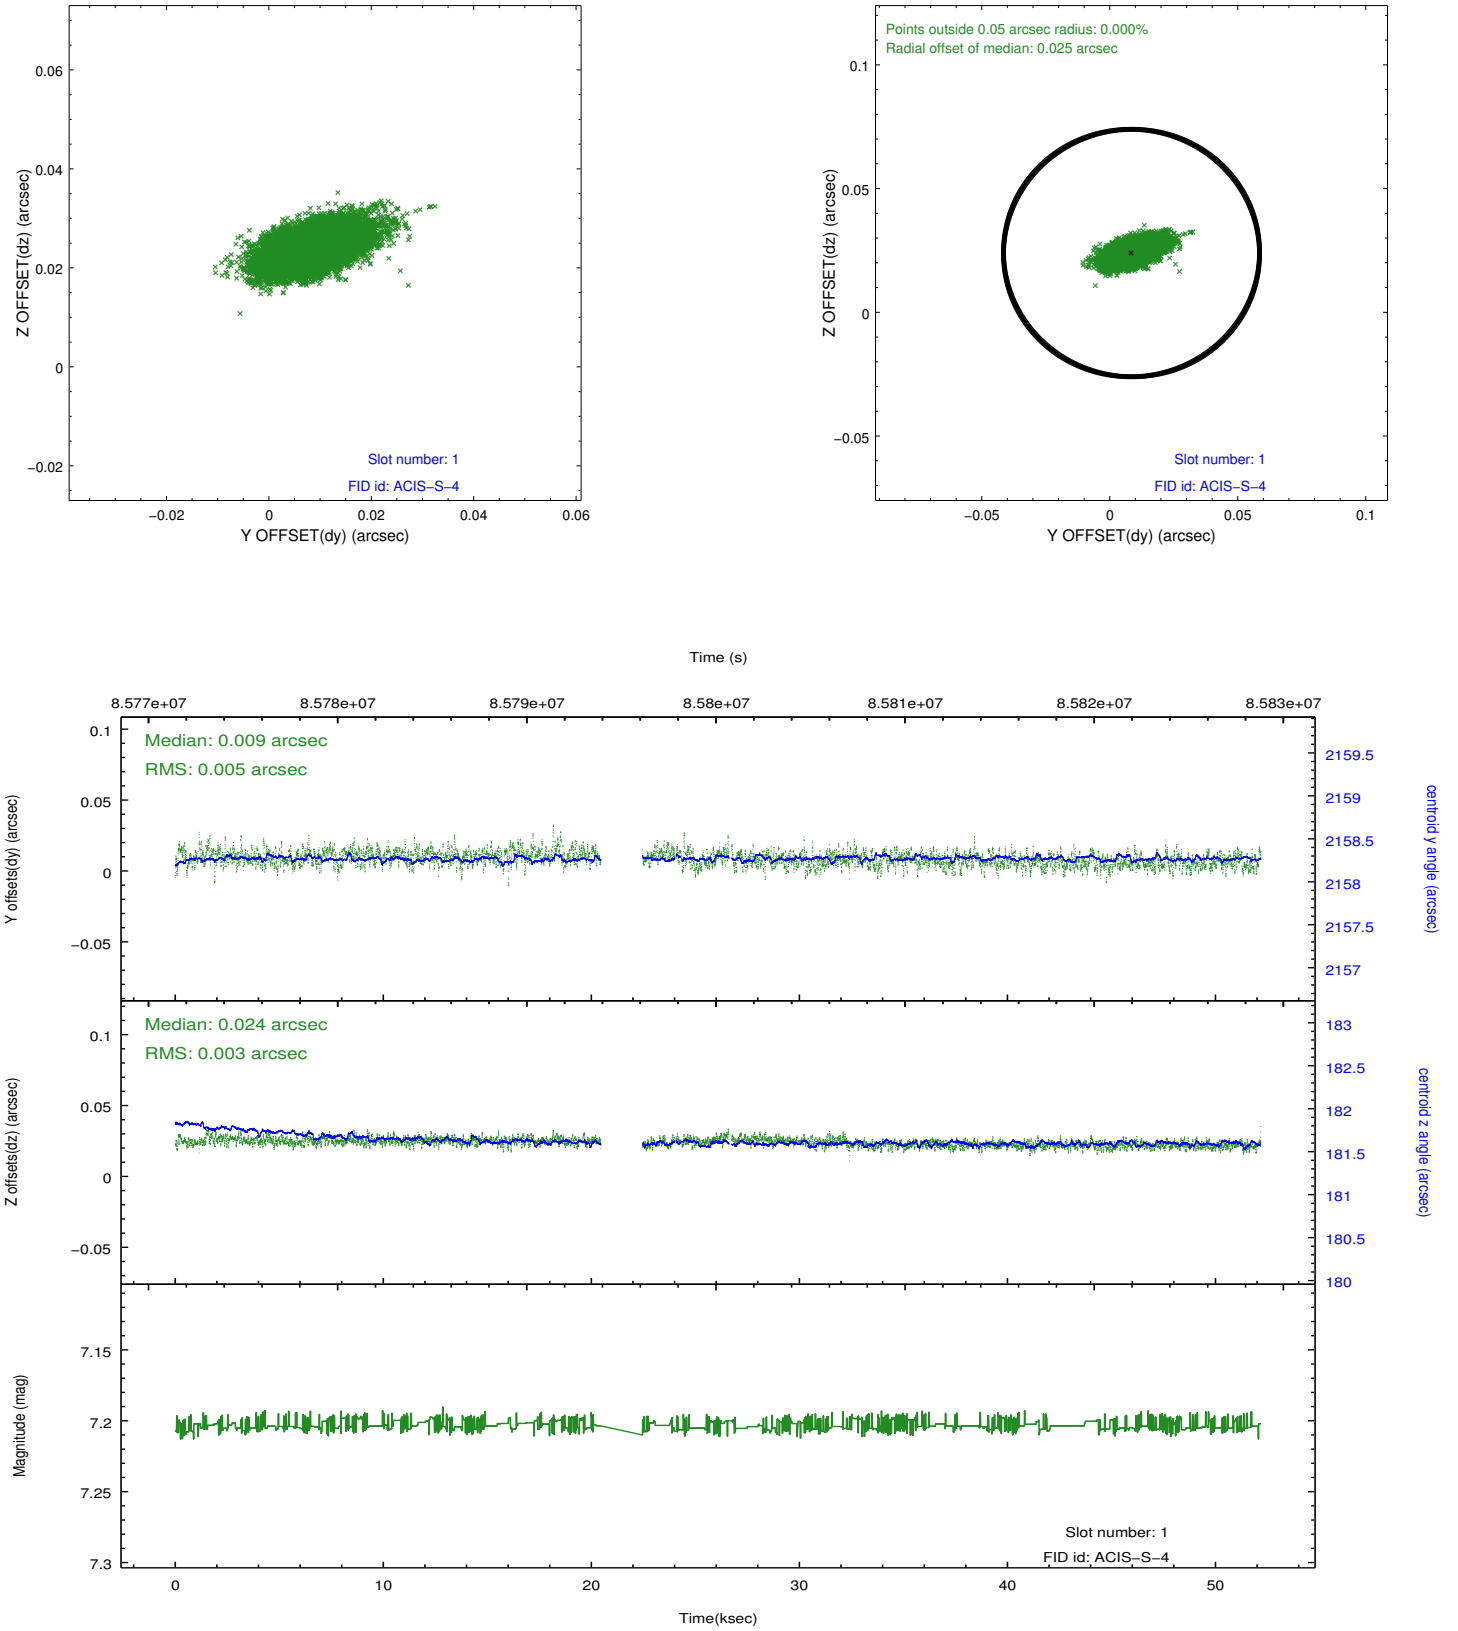 0.06
0.04
0.02
0
−0.02
Z OFFSET(dz) (arcsec)
Slot number: 1
FID id: ACIS−S−4
−0.02
0
0.02
0.04
0.06
Y OFFSET(dy) (arcsec)
Points outside 0.05 arcsec radius: 0.000%
Radial offset of median: 0.025 arcsec
0.1
0.05
0
−0.05
Z OFFSET(dz) (arcsec)
Slot number: 1
FID id: ACIS−S−4
−0.05
0
0.05
0.1
Y OFFSET(dy) (arcsec)
Time (s)
8.577e+07
8.578e+07
8.579e+07
8.58e+07
8.581e+07
8.582e+07
8.583e+07
Median: 0.009 arcsec
RMS: 0.005 arcsec
0.1
0.05
0
−0.05
Y offsets(dy) (arcsec)
2159.5
2159
2158.5
2158
2157.5
2157
centroid y angle (arcsec)
Median: 0.024 arcsec
RMS: 0.003 arcsec
0.1
0.05
0
−0.05
Z offsets(dz) (arcsec)
183
182.5
182
181.5
181
180.5
180
centroid z angle (arcsec)
7.15
7.2
7.25
7.3
Magnitude (mag)
Slot number: 1
FID id: ACIS−S−4
0
10
20
30
40
50
Time(ksec)